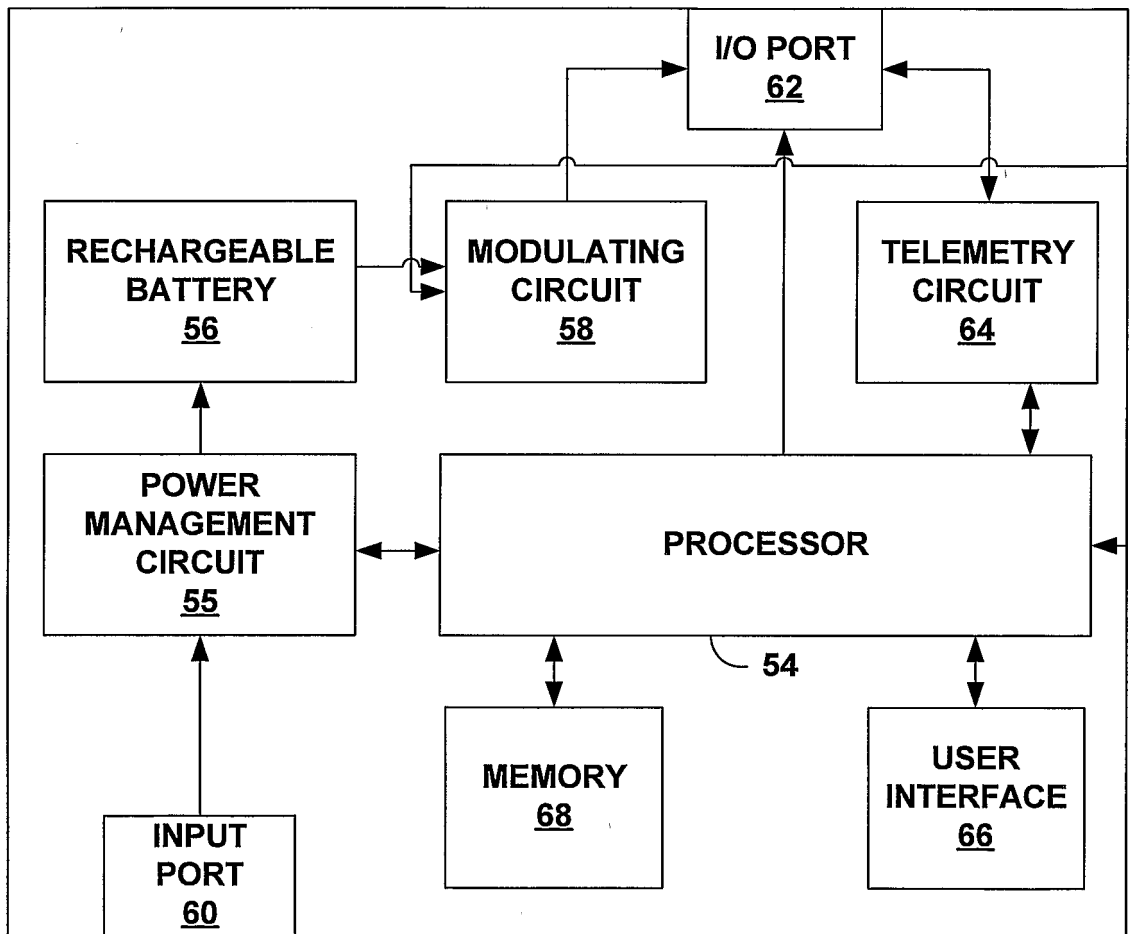 I/O PORT
62
RECHARGEABLE
BATTERY
56
MODULATING
CIRCUIT
58
TELEMETRY
CIRCUIT
64
POWER
MANAGEMENT
CIRCUIT
55
PROCESSOR
54
INPUT
PORT
60
MEMORY
68
USER
INTERFACE
66